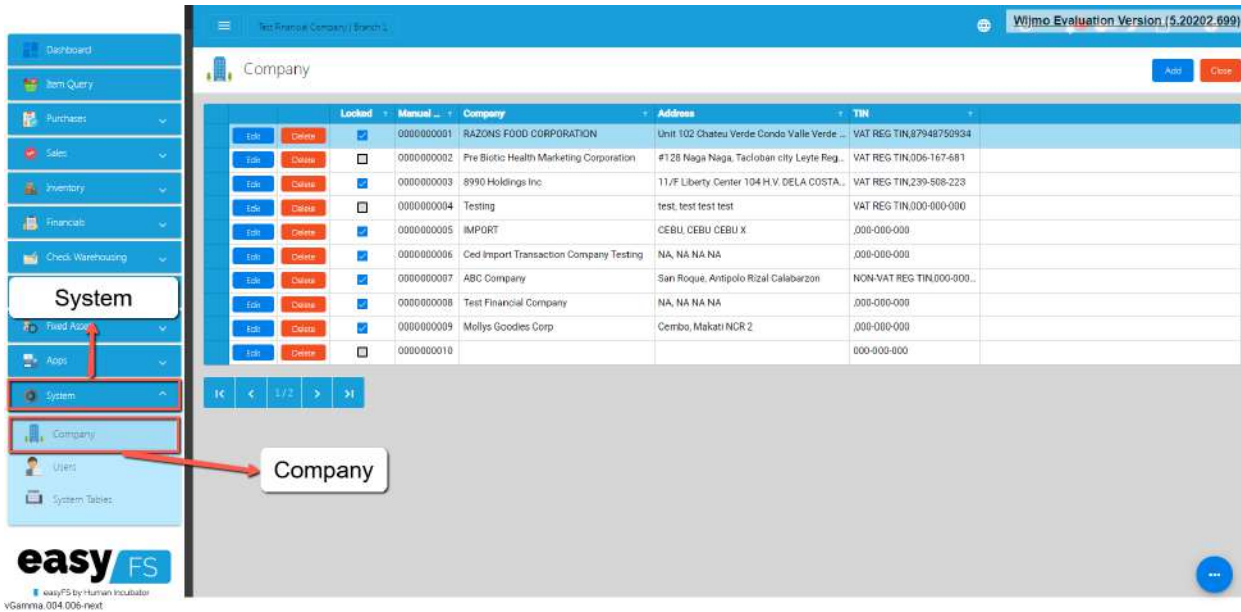 Test Financial Company | Branch 1
Wijmo Evaluation Version (5.20202.699)
Dashboard
Item Query
Purchases
Sales
Inventory
Financials
Check Warehousing
System
Fixed
Apps
System
Company
Users
System Tables
easyFS
easyFS by Human Incubator
vGamma.004.006-next
Company
Add Close
Locked Manual ... Company Address TIN
Edit Delete 0000000001 RAZONS FOOD CORPORATION Unit 102 Chateu Verde Condo Valle Verde ... VAT REG TIN,87948750934
Edit Delete 0000000002 Pre Biotic Health Marketing Corporation #128 Naga Naga, Tacloban city Leyte Reg... VAT REG TIN,006-167-681
Edit Delete 0000000003 8990 Holdings Inc 11/F Liberty Center 104 H.V. DELA COSTA... VAT REG TIN,239-508-223
Edit Delete 0000000004 Testing test, test test test VAT REG TIN,000-000-000
Edit Delete 0000000005 IMPORT CEBU, CEBU CEBU X ,000-000-000
Edit Delete 0000000006 Ced Import Transaction Company Testing NA, NA NA NA ,000-000-000
Edit Delete 0000000007 ABC Company San Roque, Antipolo Rizal Calabarzon NON-VAT REG TIN,000-000...
Edit Delete 0000000008 Test Financial Company NA, NA NA NA ,000-000-000
Edit Delete 0000000009 Mollys Goodies Corp Cembo, Makati NCR 2 ,000-000-000
Edit Delete 0000000010 000-000-000
1 / 2
Company